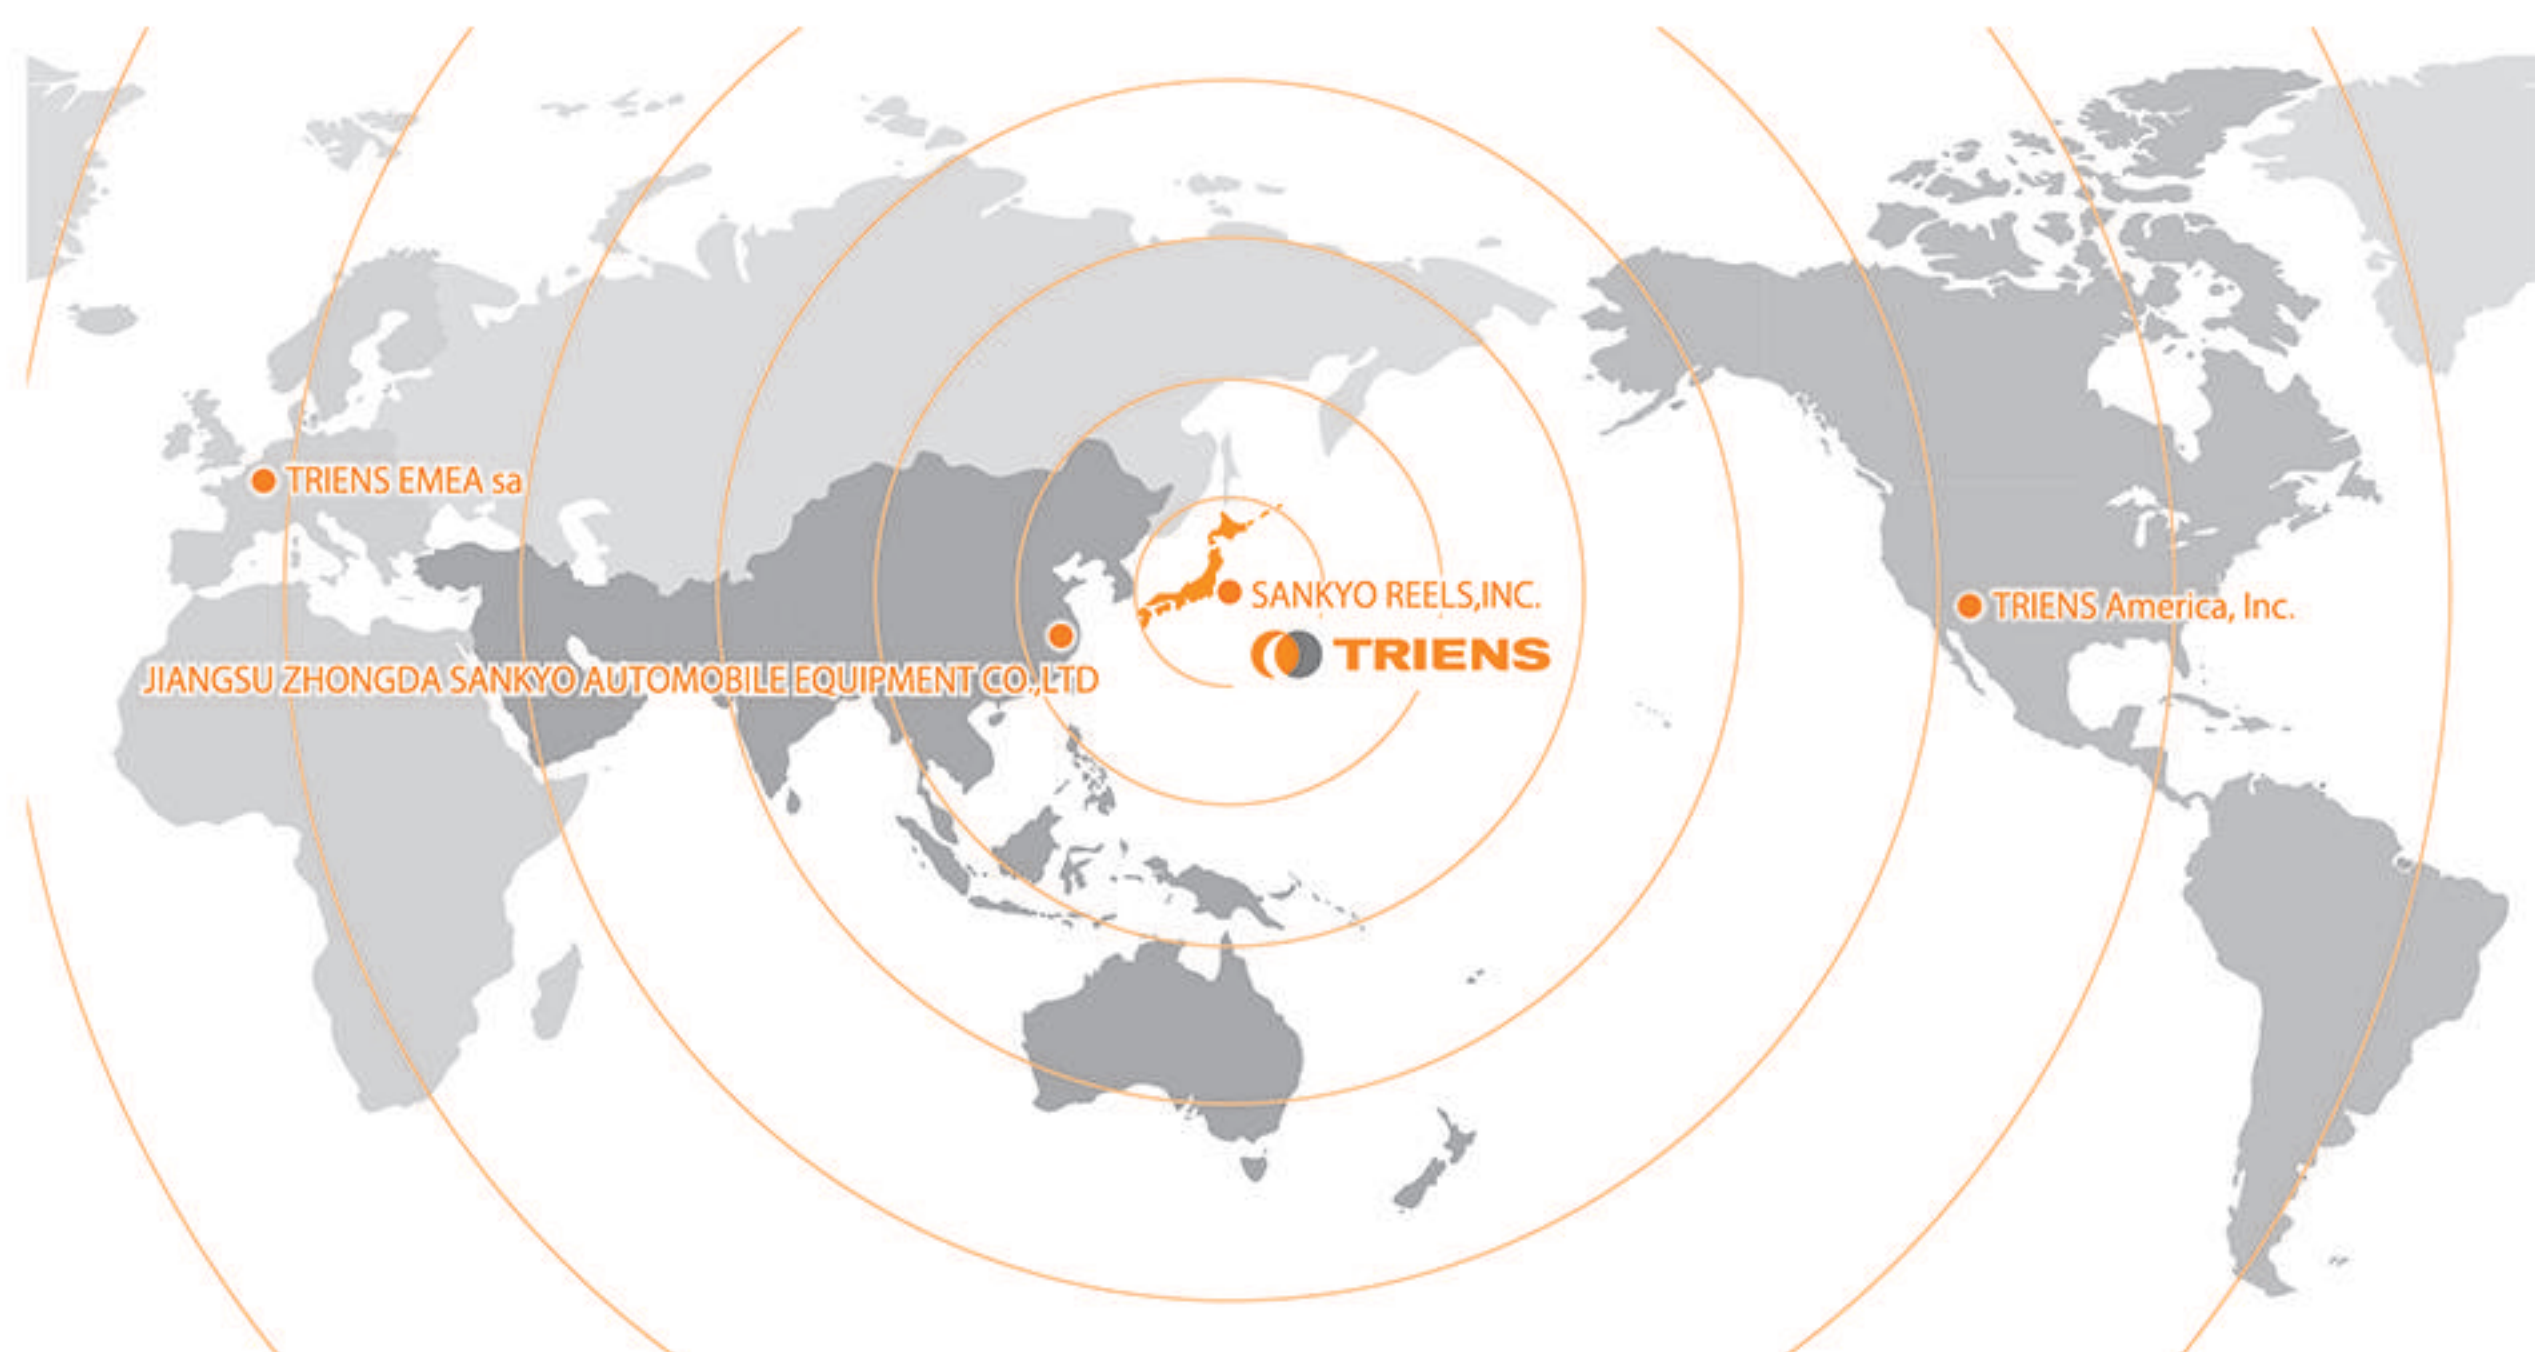 TRIENS EMEA sa
SANKYO REELS,INC.
TRIENS America, Inc.
TRIENS
JIANGSU ZHONGDA SANKYO AUTOMOBILE EQUIPMENT CO.,LTD